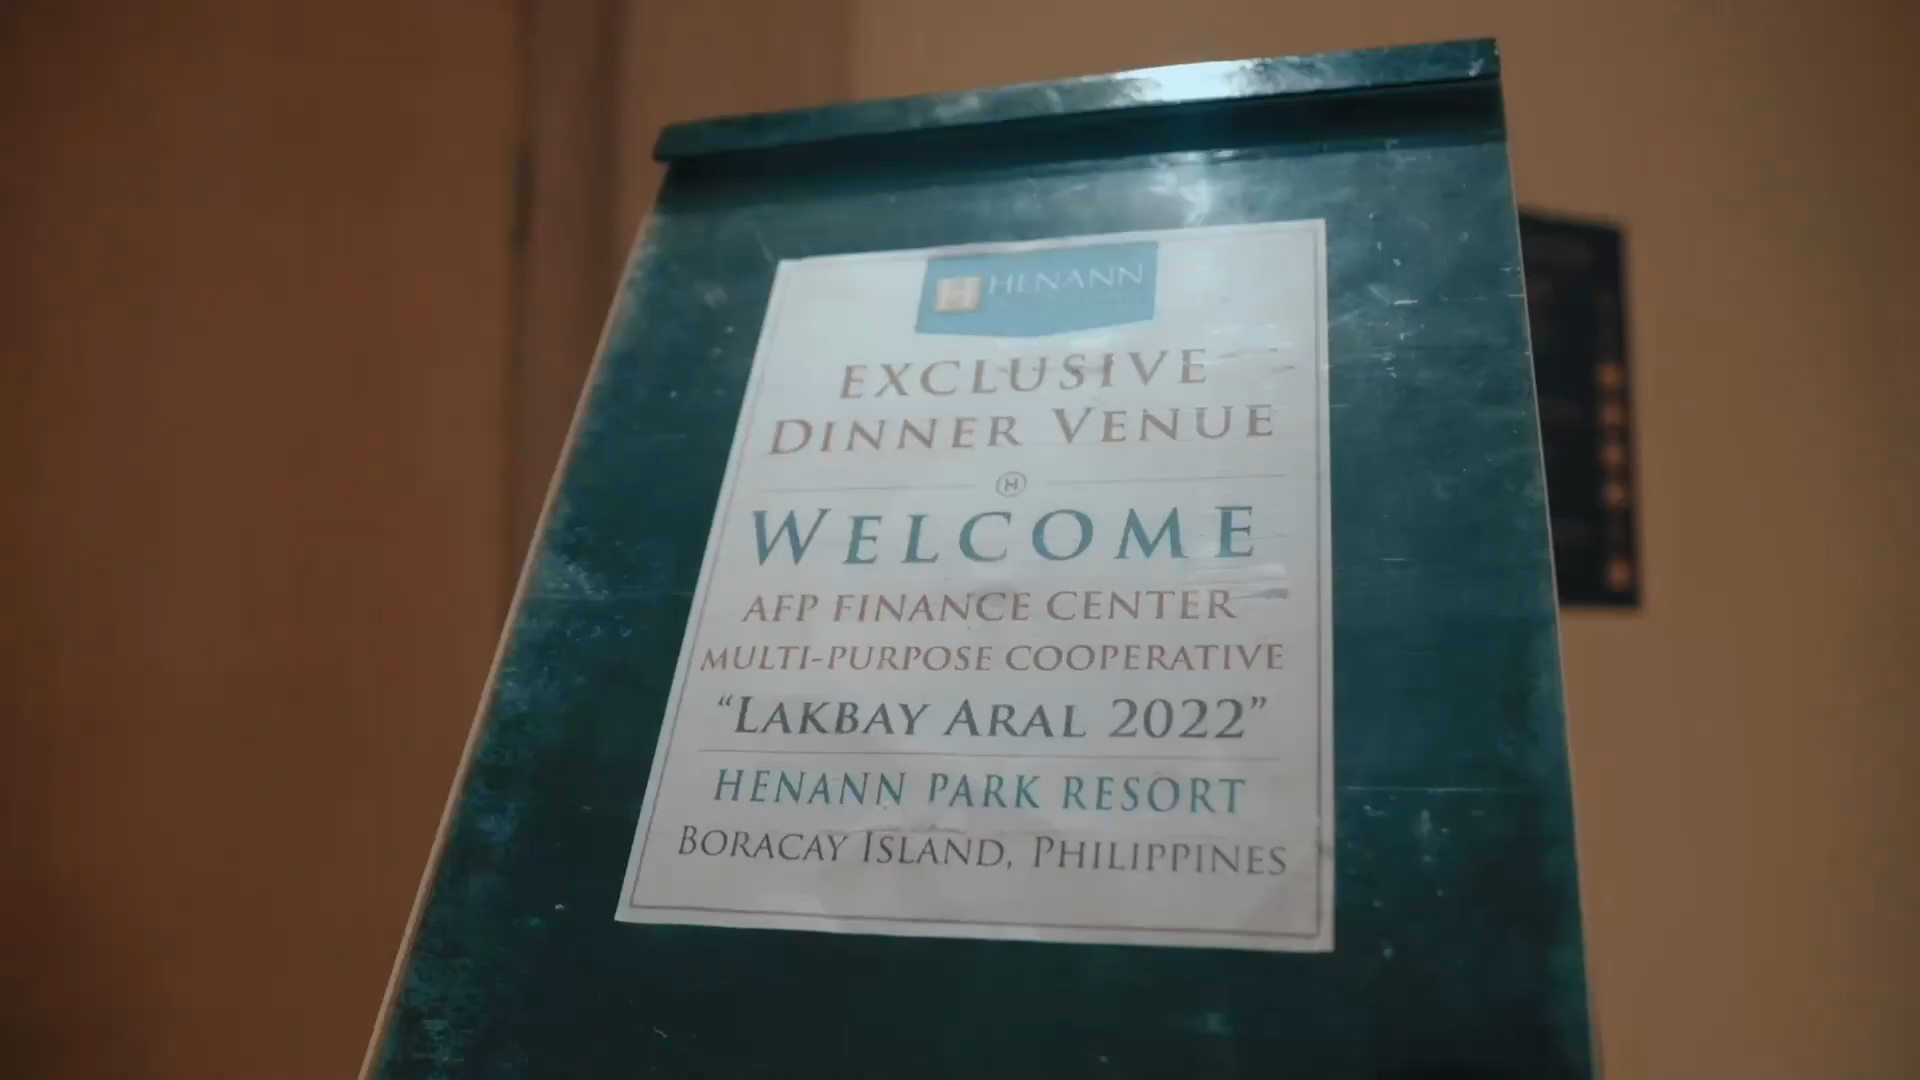 HENANN
EXCLUSIVE
DINNER VENUE
H
WELCOME
AFP FINANCE CENTER
MULTI-PURPOSE COOPERATIVE
“LAKBAY ARAL 2022”
HENANN PARK RESORT
BORACAY ISLAND, PHILIPPINES